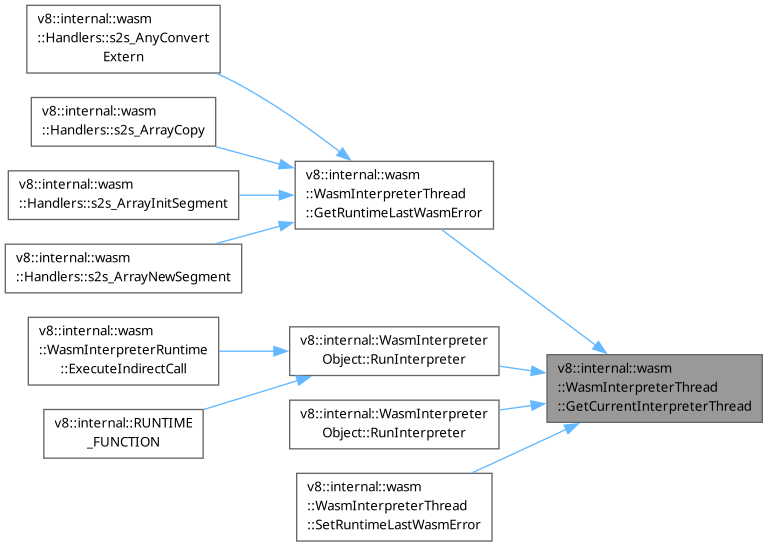 v8::internal::wasm
::Handlers::s2s_AnyConvert
Extern
v8::internal::wasm
::Handlers::s2s_ArrayCopy
v8::internal::wasm
::Handlers::s2s_ArrayInitSegment
v8::internal::wasm
::Handlers::s2s_ArrayNewSegment
v8::internal::wasm
::WasmInterpreterThread
::GetRuntimeLastWasmError
v8::internal::wasm
::WasmInterpreterRuntime
::ExecuteIndirectCall
v8::internal::RUNTIME
_FUNCTION
v8::internal::WasmInterpreter
Object::RunInterpreter
v8::internal::WasmInterpreter
Object::RunInterpreter
v8::internal::wasm
::WasmInterpreterThread
::SetRuntimeLastWasmError
v8::internal::wasm
::WasmInterpreterThread
::GetCurrentInterpreterThread